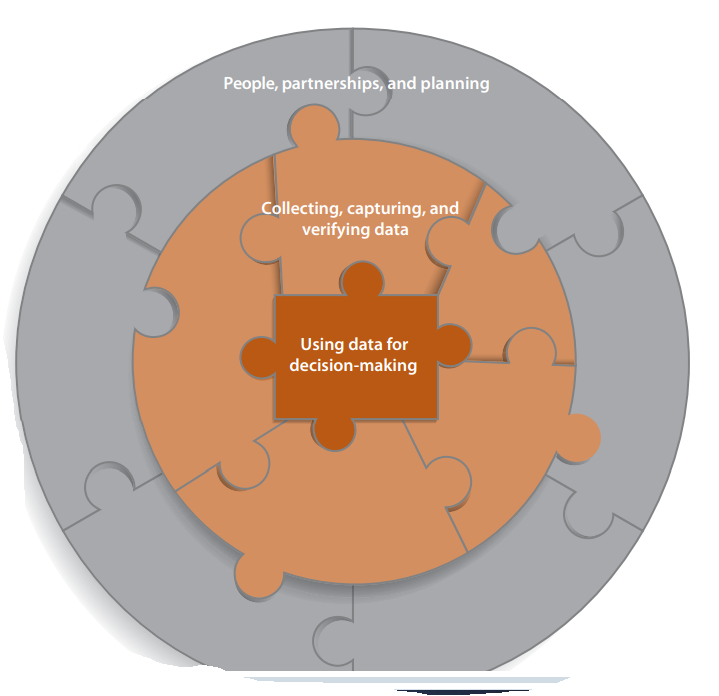 People, partnerships, and planning
Collecting, capturing, and
verifying data
Using data for
decision-making